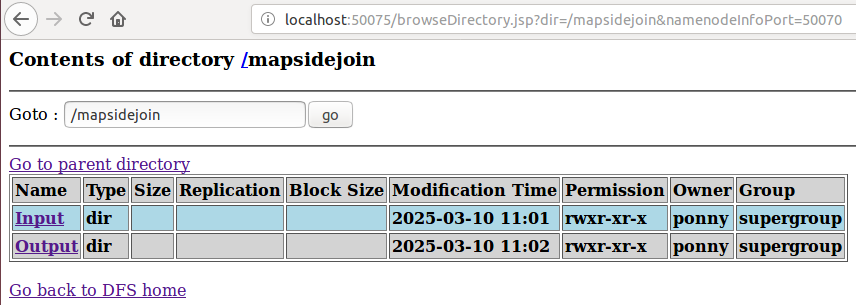 localhost:50075/browseDirectory.jsp?dir=/mapsidejoin&namenodeInfoPort=50070
Contents of directory /mapsidejoin
Goto : /mapsidejoin go
Go to parent directory
Name Type Size Replication Block Size Modification Time Permission Owner Group
Input dir 2025-03-10 11:01 rwxr-xr-x ponny supergroup
Output dir 2025-03-10 11:02 rwxr-xr-x ponny supergroup
Go back to DFS home